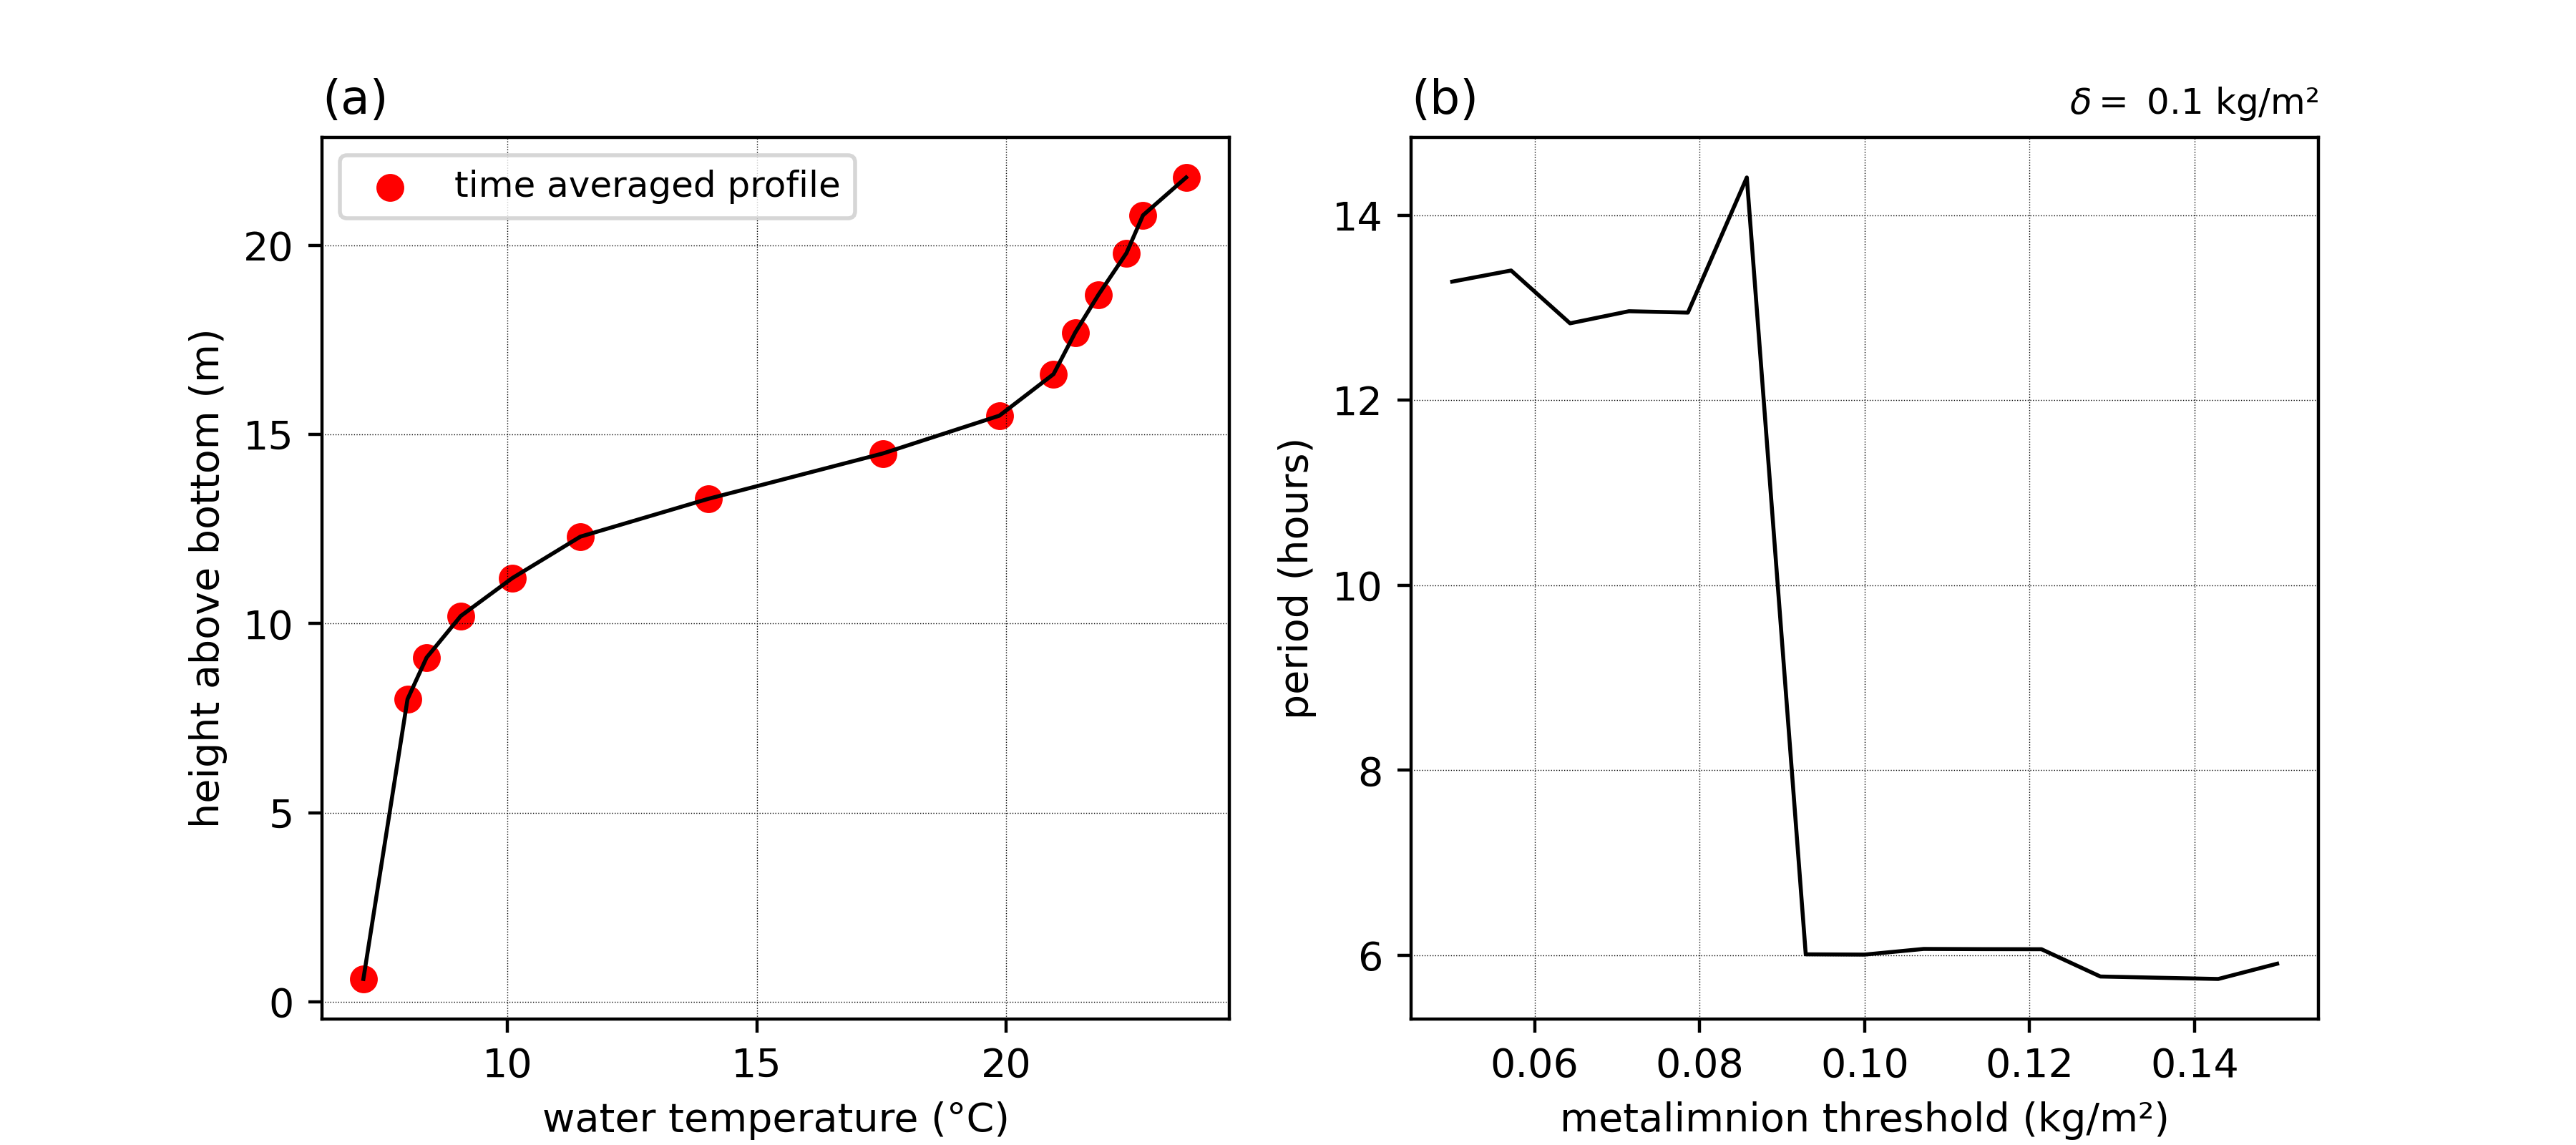 (a)
time averaged profile
20
15
10
5
0
height above bottom (m)
10 15 20
water temperature (°C)
(b)
δ = 0.1 kg/m²
14
12
10
8
6
period (hours)
0.06 0.08 0.10 0.12 0.14
metalimnion threshold (kg/m²)